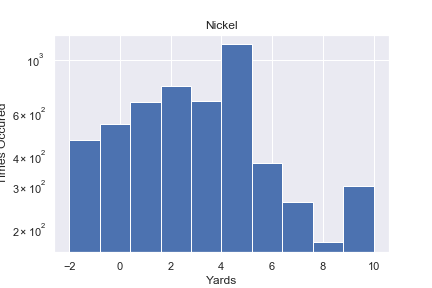 Nickel
10³
6 × 10²
4 × 10²
3 × 10²
2 × 10²
Times Occured
−2 0 2 4 6 8 10
Yards